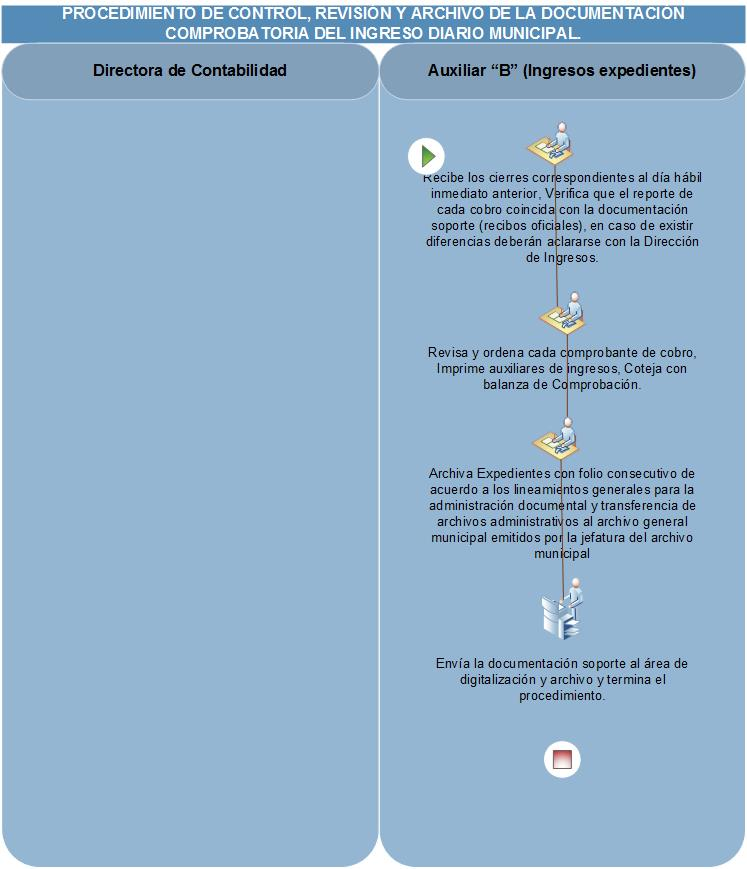 PROCEDIMIENTO DE CONTROL, REVISION Y ARCHIVO DE LA DOCUMENTACION
COMPROBATORIA DEL INGRESO DIARIO MUNICIPAL.
Directora de Contabilidad
Auxiliar “B” (Ingresos expedientes)
Recibe los cierres correspondientes al día hábil
inmediato anterior, Verifica que el reporte de
cada cobro coincida con la documentación
soporte (recibos oficiales), en caso de existir
diferencias deberán aclararse con la Dirección
de Ingresos.
Revisa y ordena cada comprobante de cobro,
Imprime auxiliares de ingresos, Coteja con
balanza de Comprobación.
Archiva Expedientes con folio consecutivo de
acuerdo a los lineamientos generales para la
administración documental y transferencia de
archivos administrativos al archivo general
municipal emitidos por la jefatura del archivo
municipal
Envía la documentación soporte al área de
digitalización y archivo y termina el
procedimiento.